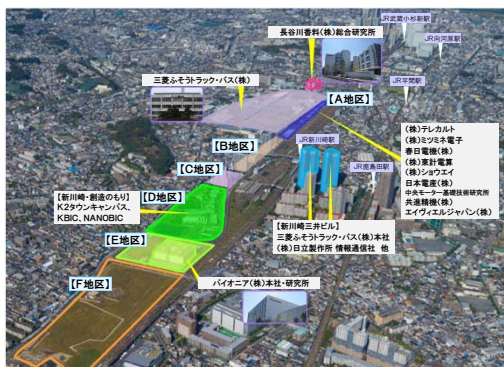 JR武蔵小杉新駅
JR向河原駅
長谷川香料(株)総合研究所
三菱ふそうトラック・バス(株)
JR平間駅
【A地区】
(株)テレカルト
(株)ミツミネ電子
春日電機(株)
(株)東計電算
(株)ショウエイ
日本電産(株)
中央モーター基礎技術研究所
共進精機(株)
エイヴィエルジャパン(株)
【B地区】
JR新川崎駅
JR鹿島田駅
【C地区】
【新川崎・創造のもり】
K2タウンキャンパス、
KBIC, NANOBIC
【D地区】
【新川崎三井ビル】
三菱ふそうトラック・バス(株)本社
(株)日立製作所 情報通信社 他
【E地区】
パイオニア(株)本社・研究所
【F地区】